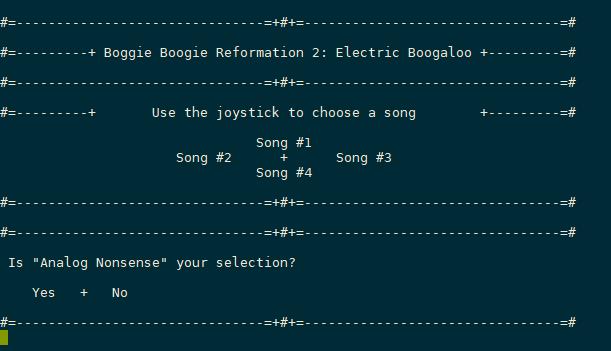 #=-------------------------------=+#+=--------------------------------=#
#=---------+ Boggie Boogie Reformation 2: Electric Boogaloo +---------=#
#=-------------------------------=+#+=--------------------------------=#
#=---------+       Use the joystick to choose a song        +---------=#
Song #1
Song #2      +      Song #3
Song #4
#=-------------------------------=+#+=--------------------------------=#
#=-------------------------------=+#+=--------------------------------=#
Is "Analog Nonsense" your selection?
Yes   +   No
#=-------------------------------=+#+=--------------------------------=#